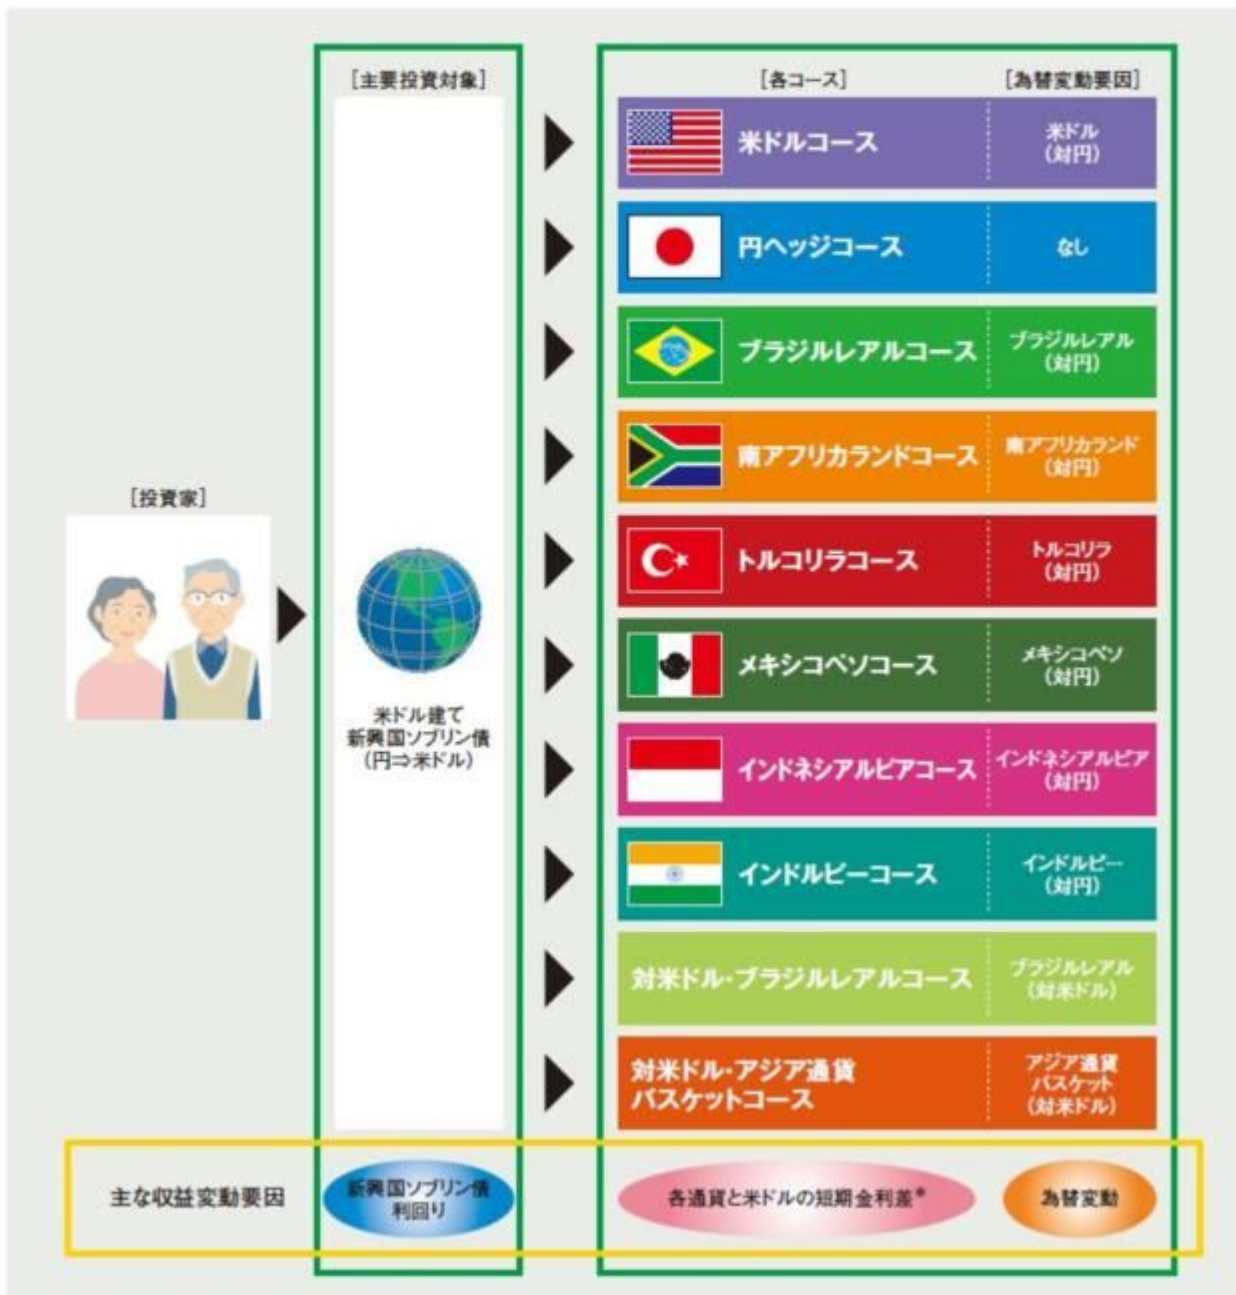 [主要投資対象]
[各コース]
[為替変動要因]
米ドルコース
米ドル
(対円)
円ヘッジコース
なし
ブラジルレアルコース
ブラジルレアル
(対円)
南アフリカランドコース
南アフリカランド
(対円)
[投資家]
トルコリラコース
トルコリラ
(対円)
メキシコペソコース
メキシコペソ
(対円)
米ドル建て
新興国ソブリン債
(円⇒米ドル)
インドネシアルピアコース
インドネシアルピア
(対円)
インドルピーコース
インドルピー
(対円)
対米ドル・ブラジルレアルコース
ブラジルレアル
(対米ドル)
対米ドル・アジア通貨
バスケットコース
アジア通貨
バスケット
(対米ドル)
主な収益変動要因
新興国ソブリン債
利回り
各通貨と米ドルの短期金利差*
為替変動